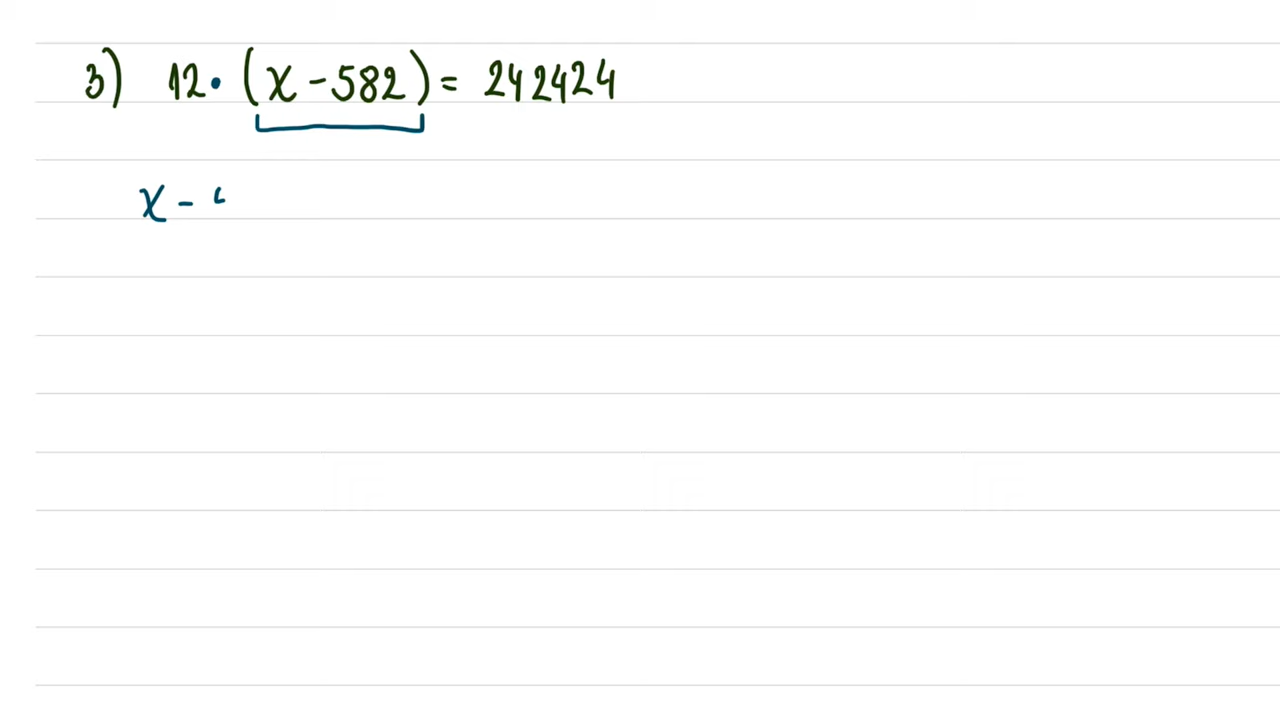 3) 12 · (x - 582) = 242424
x -